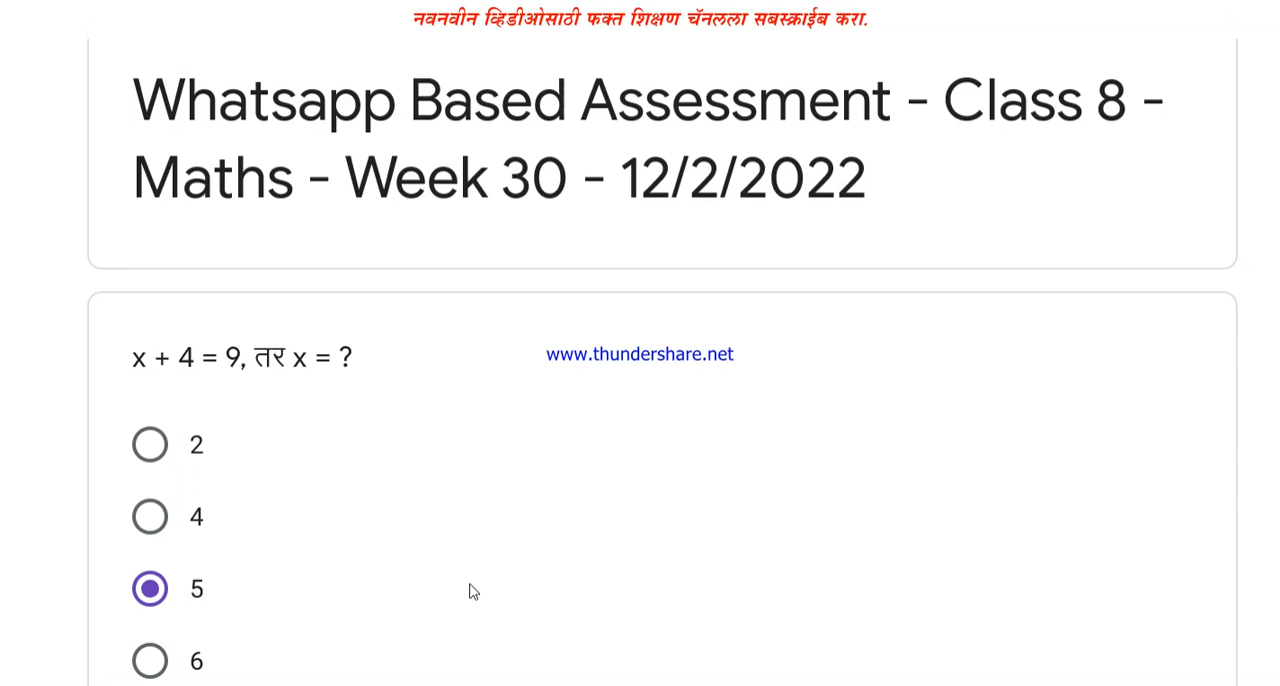 नवनवीन व्हिडीओसाठी फक्त शिक्षण चॅनलला सबस्क्राईब करा.
Whatsapp Based Assessment - Class 8 -
Maths - Week 30 - 12/2/2022
x + 4 = 9, तर x = ?
www.thundershare.net
2
4
5
6